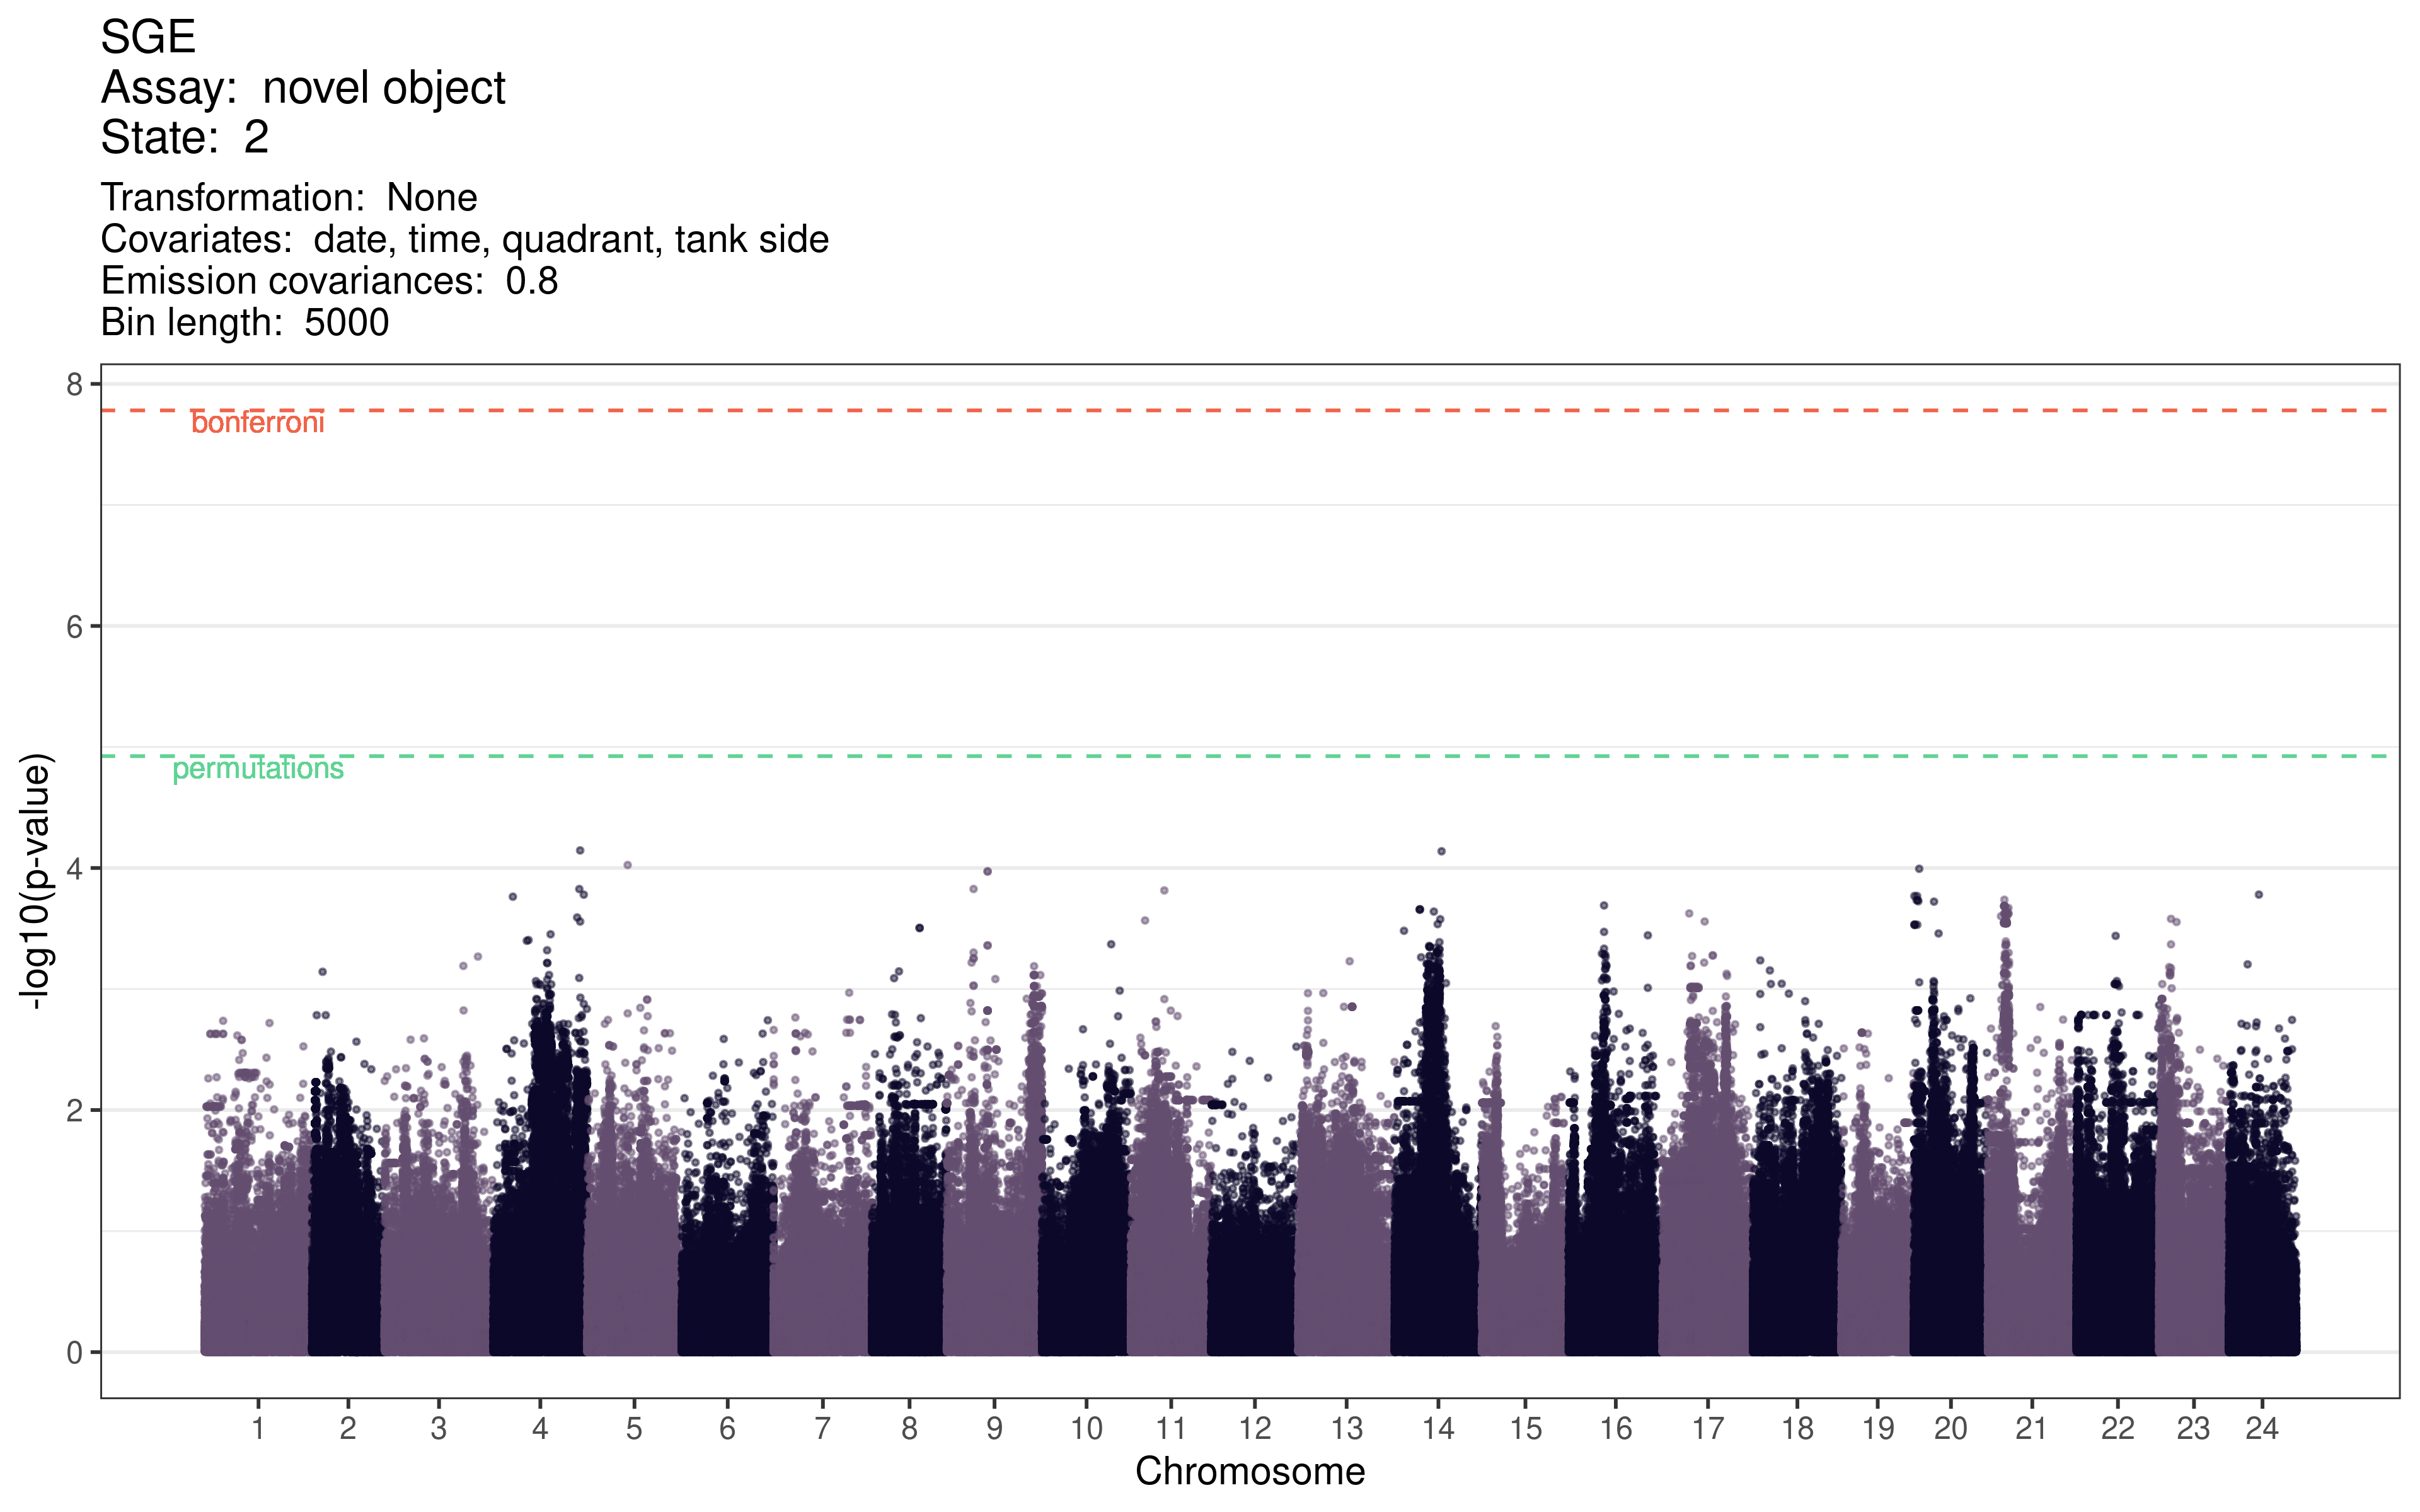 SGE
Assay:  novel object
State:  2
Transformation:  None
Covariates:  date, time, quadrant, tank side
Emission covariances:  0.8
Bin length:  5000
8
bonferroni
6
permutations
4
2
0
-log10(p-value)
1 2 3 4 5 6 7 8 9 10 11 12 13 14 15 16 17 18 19 20 21 22 23 24
Chromosome